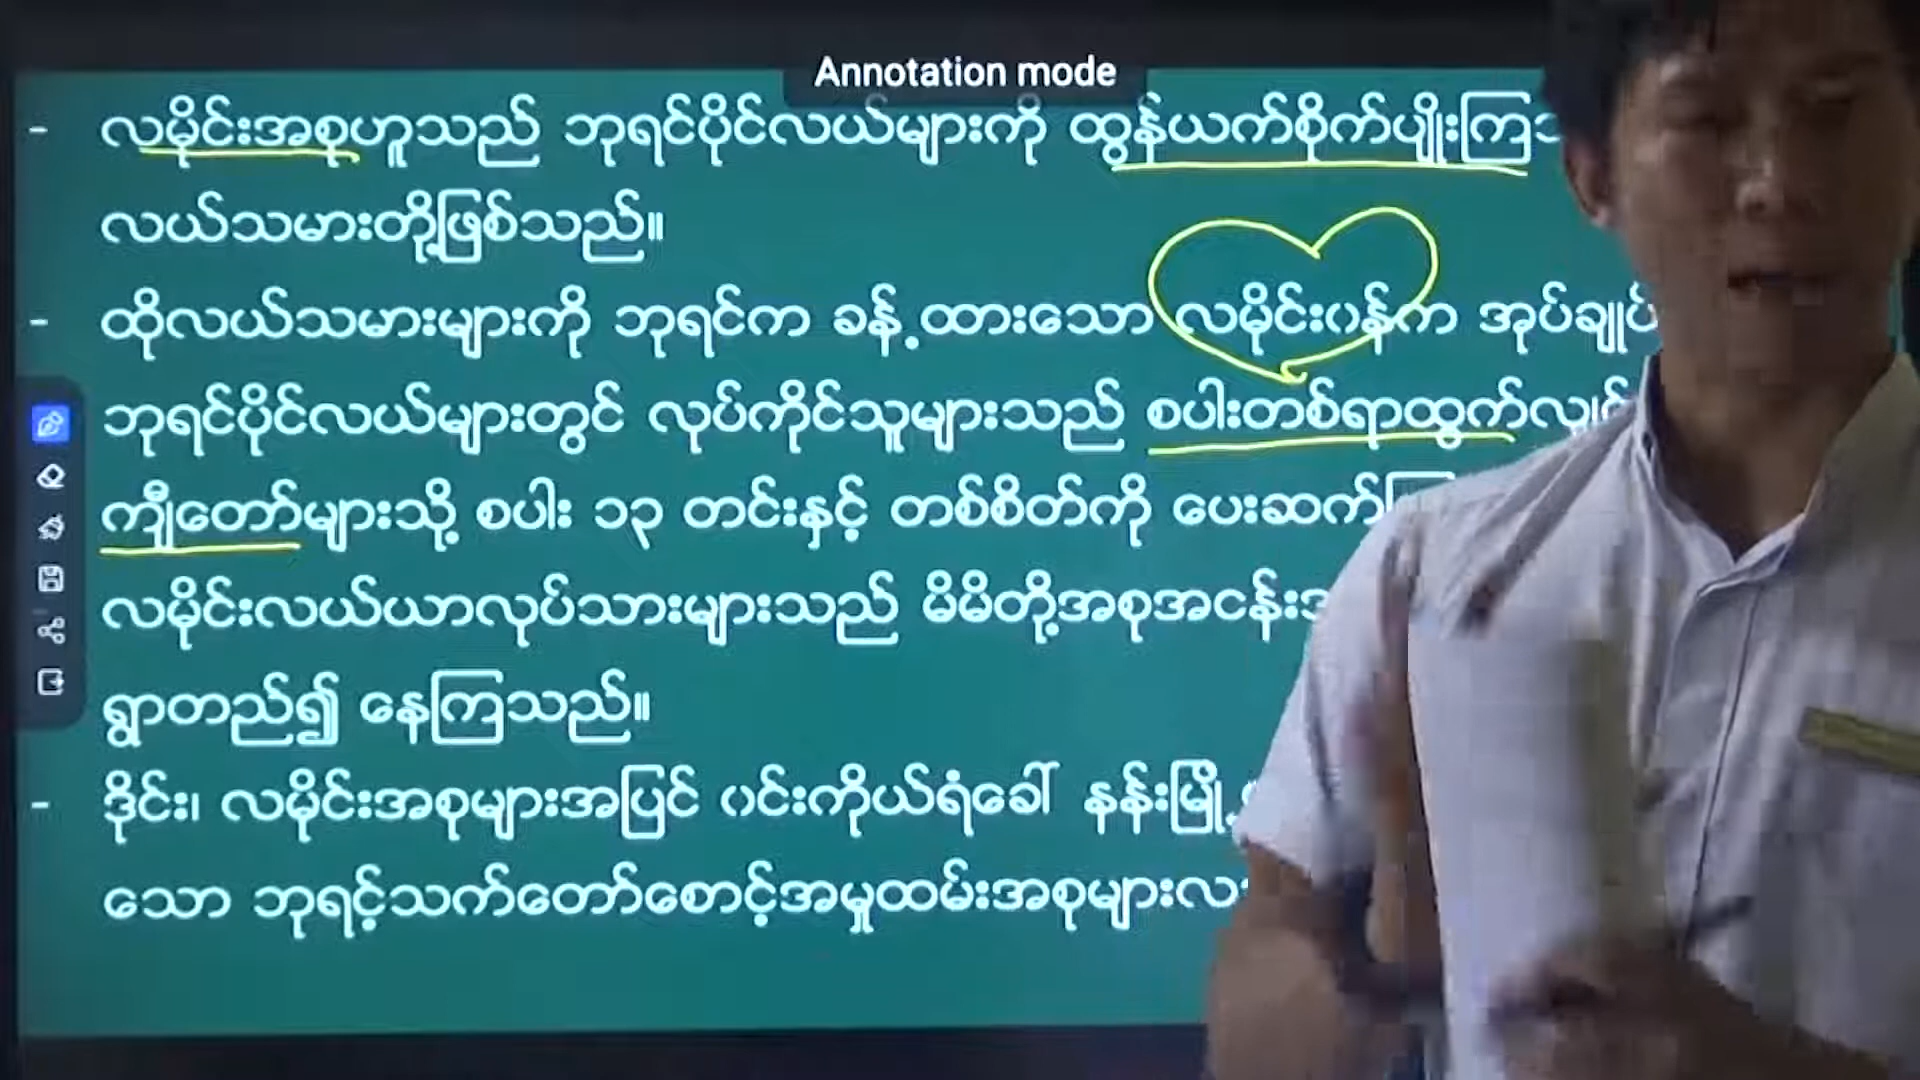 Annotation mode
- လမိုင်းအစုဟူသည် ဘုရင်ပိုင်လယ်များကို ထွန်ယက်စိုက်ပျိုးကြ
လယ်သမားတို့ဖြစ်သည်။
- ထိုလယ်သမားများကို ဘုရင်က ခန့်ထားသော လမိုင်းဝန်က အုပ်ချုပ်
ဘုရင်ပိုင်လယ်များတွင် လုပ်ကိုင်သူများသည် စပါးတစ်ရာထွက်လျှင်
ကျီတော်များသို့ စပါး ၁၃ တင်းနှင့် တစ်စိတ်ကို ပေးဆက်
လမိုင်းလယ်ယာလုပ်သားများသည် မိမိတို့အစုအငန်း
ရွာတည်၍ နေကြသည်။
- ဒိုင်း၊ လမိုင်းအစုများအပြင် ဝင်းကိုယ်ရံခေါ် နန်းမြို့
သော ဘုရင့်သက်တော်စောင့်အမှုထမ်းအစုများ